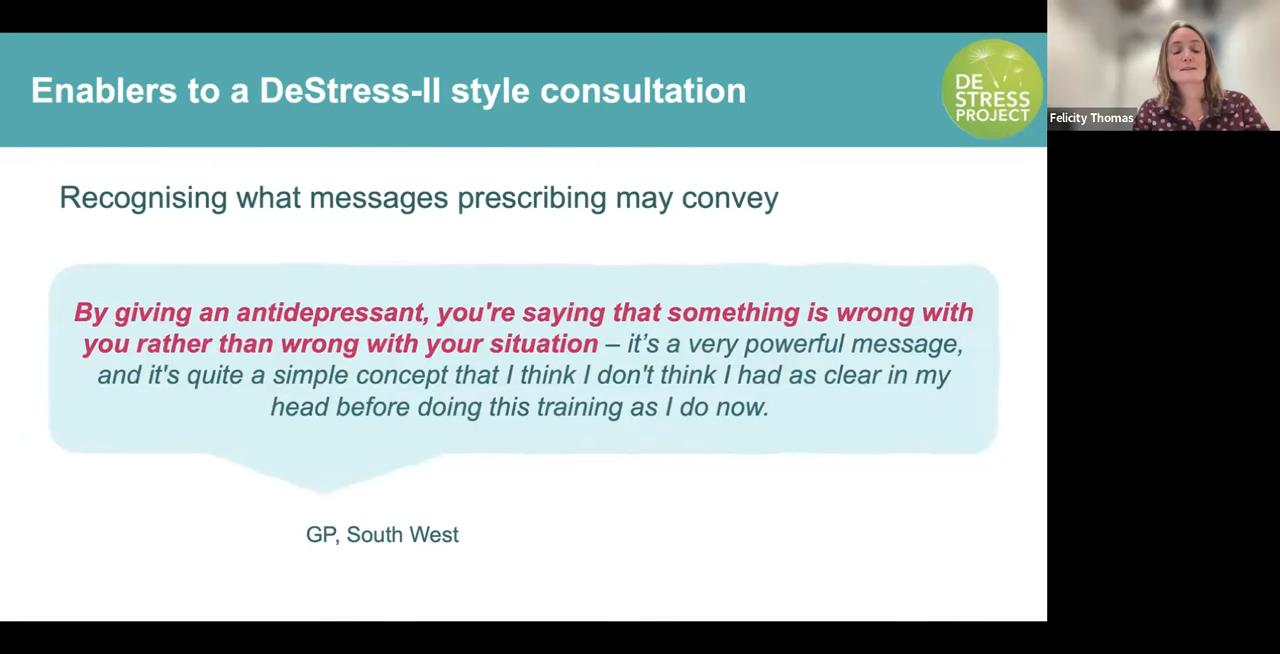 Enablers to a DeStress-II style consultation
DE
STRESS
PROJECT
Felicity Thomas
Recognising what messages prescribing may convey
By giving an antidepressant, you're saying that something is wrong with
you rather than wrong with your situation – it’s a very powerful message,
and it's quite a simple concept that I think I don't think I had as clear in my
head before doing this training as I do now.
GP, South West